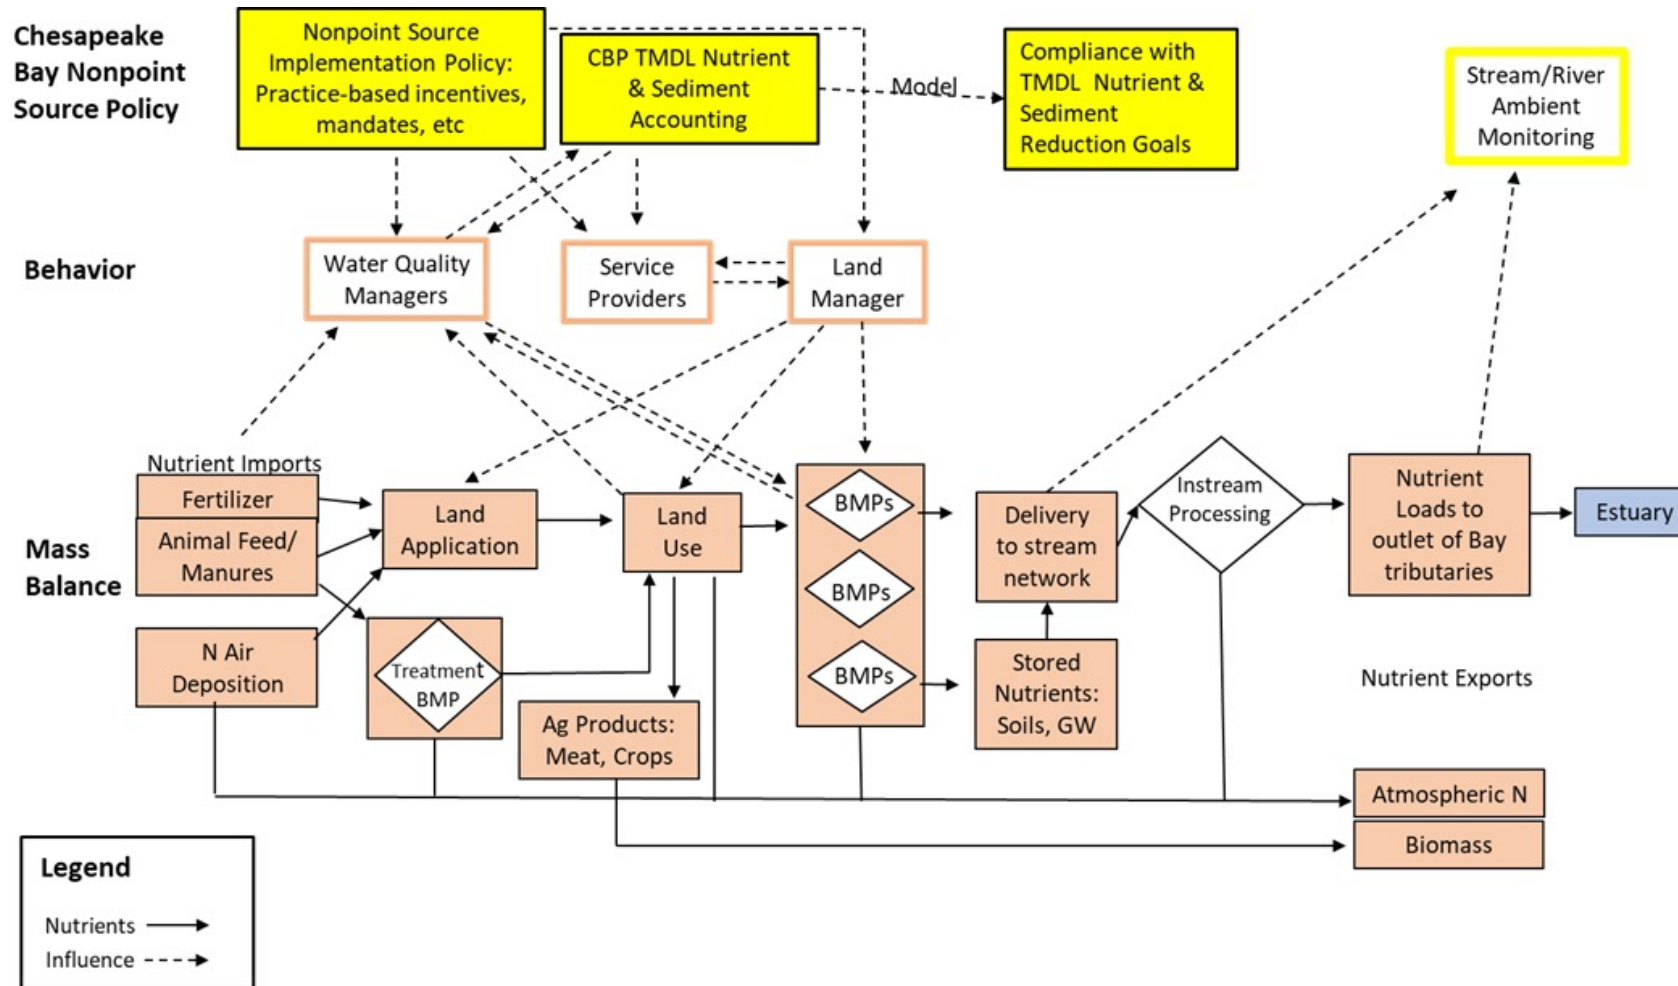 Chesapeake
Bay Nonpoint
Source Policy
Nonpoint Source
Implementation Policy:
Practice-based incentives,
mandates, etc
CBP TMDL Nutrient
& Sediment
Accounting
Model
Compliance with
TMDL Nutrient &
Sediment
Reduction Goals
Stream/River
Ambient
Monitoring
Behavior
Water Quality
Managers
Service
Providers
Land
Manager
Mass
Balance
Nutrient Imports
Fertilizer
Animal Feed/
Manures
N Air
Deposition
Land
Application
Treatment
BMP
Land
Use
Ag Products:
Meat, Crops
BMPs
BMPs
BMPs
Delivery
to stream
network
Stored
Nutrients:
Soils, GW
Instream
Processing
Nutrient
Loads to
outlet of Bay
tributaries
Estuary
Nutrient Exports
Atmospheric N
Biomass
Legend
Nutrients
Influence